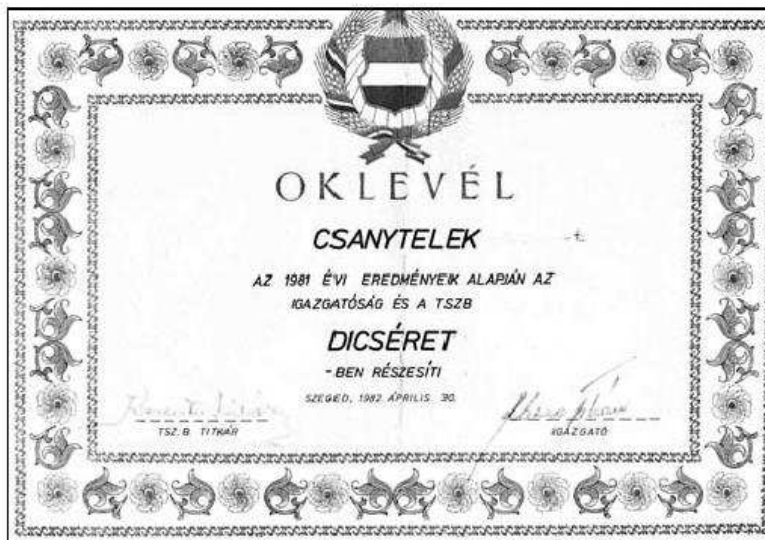 OKLEVÉL
CSANYTELEK -t
AZ 1981 ÉVI EREDMÉNYEIK ALAPJÁN AZ
IGAZGATÓSÁG ÉS A TSZB
DICSÉRET
-BEN RÉSZESÍTI
SZEGED, 1982. ÁPRILIS 30.
TSZ.B TITKÁR
IGAZGATÓ